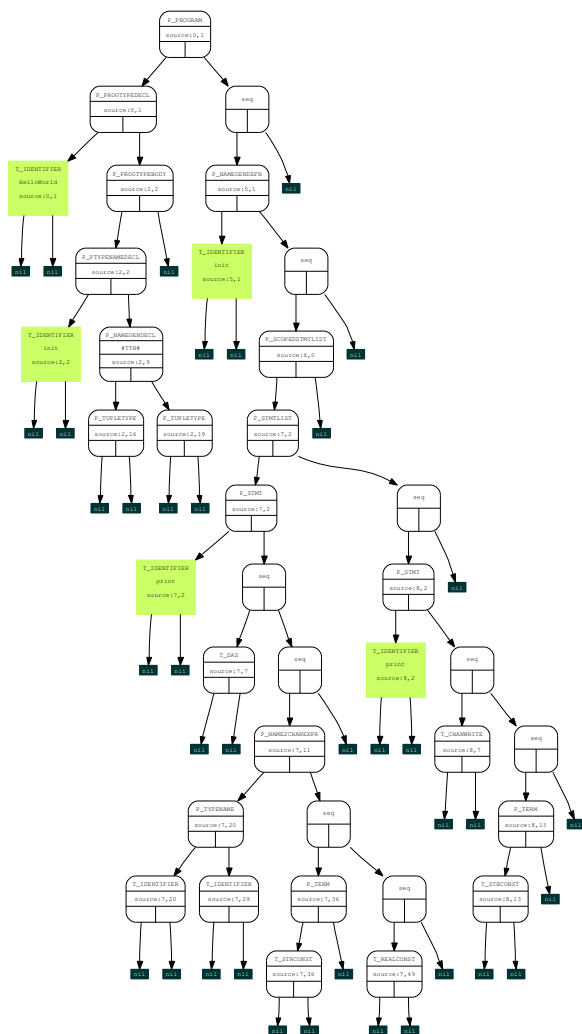 P_PROGRAM
source:0,1
P_PROGTYPEDECL
source:0,1
seq
T_IDENTIFIER
HelloWorld
source:0,1
P_PROGTYPEBODY
source:2,2
P_NAMEGENDEFN
source:5,1
nil
nil
nil
P_PTYPENAMEDECL
source:2,2
nil
T_IDENTIFIER
init
source:5,1
seq
T_IDENTIFIER
init
source:2,2
P_NAMEGENDECL
#TTN#
source:2,9
nil
nil
P_SCOPEDSTMTLIST
source:6,0
nil
nil
nil
P_TUPLETYPE
source:2,16
P_TUPLETYPE
source:2,19
P_STMTLIST
source:7,2
nil
nil
nil
nil
nil
P_STMT
source:7,2
seq
T_IDENTIFIER
print
source:7,2
seq
P_STMT
source:8,2
nil
nil
nil
T_DAS
source:7,7
seq
T_IDENTIFIER
print
source:8,2
seq
nil
nil
P_NAME2CHANEXPR
source:7,11
nil
nil
nil
T_CHANWRITE
source:8,7
seq
P_TYPENAME
source:7,20
seq
nil
nil
P_TERM
source:8,13
nil
T_IDENTIFIER
source:7,20
T_IDENTIFIER
source:7,29
P_TERM
source:7,36
seq
T_STRCONST
source:8,13
nil
nil
nil
nil
nil
T_STRCONST
source:7,36
nil
T_REALCONST
source:7,49
nil
nil
nil
nil
nil
nil
nil